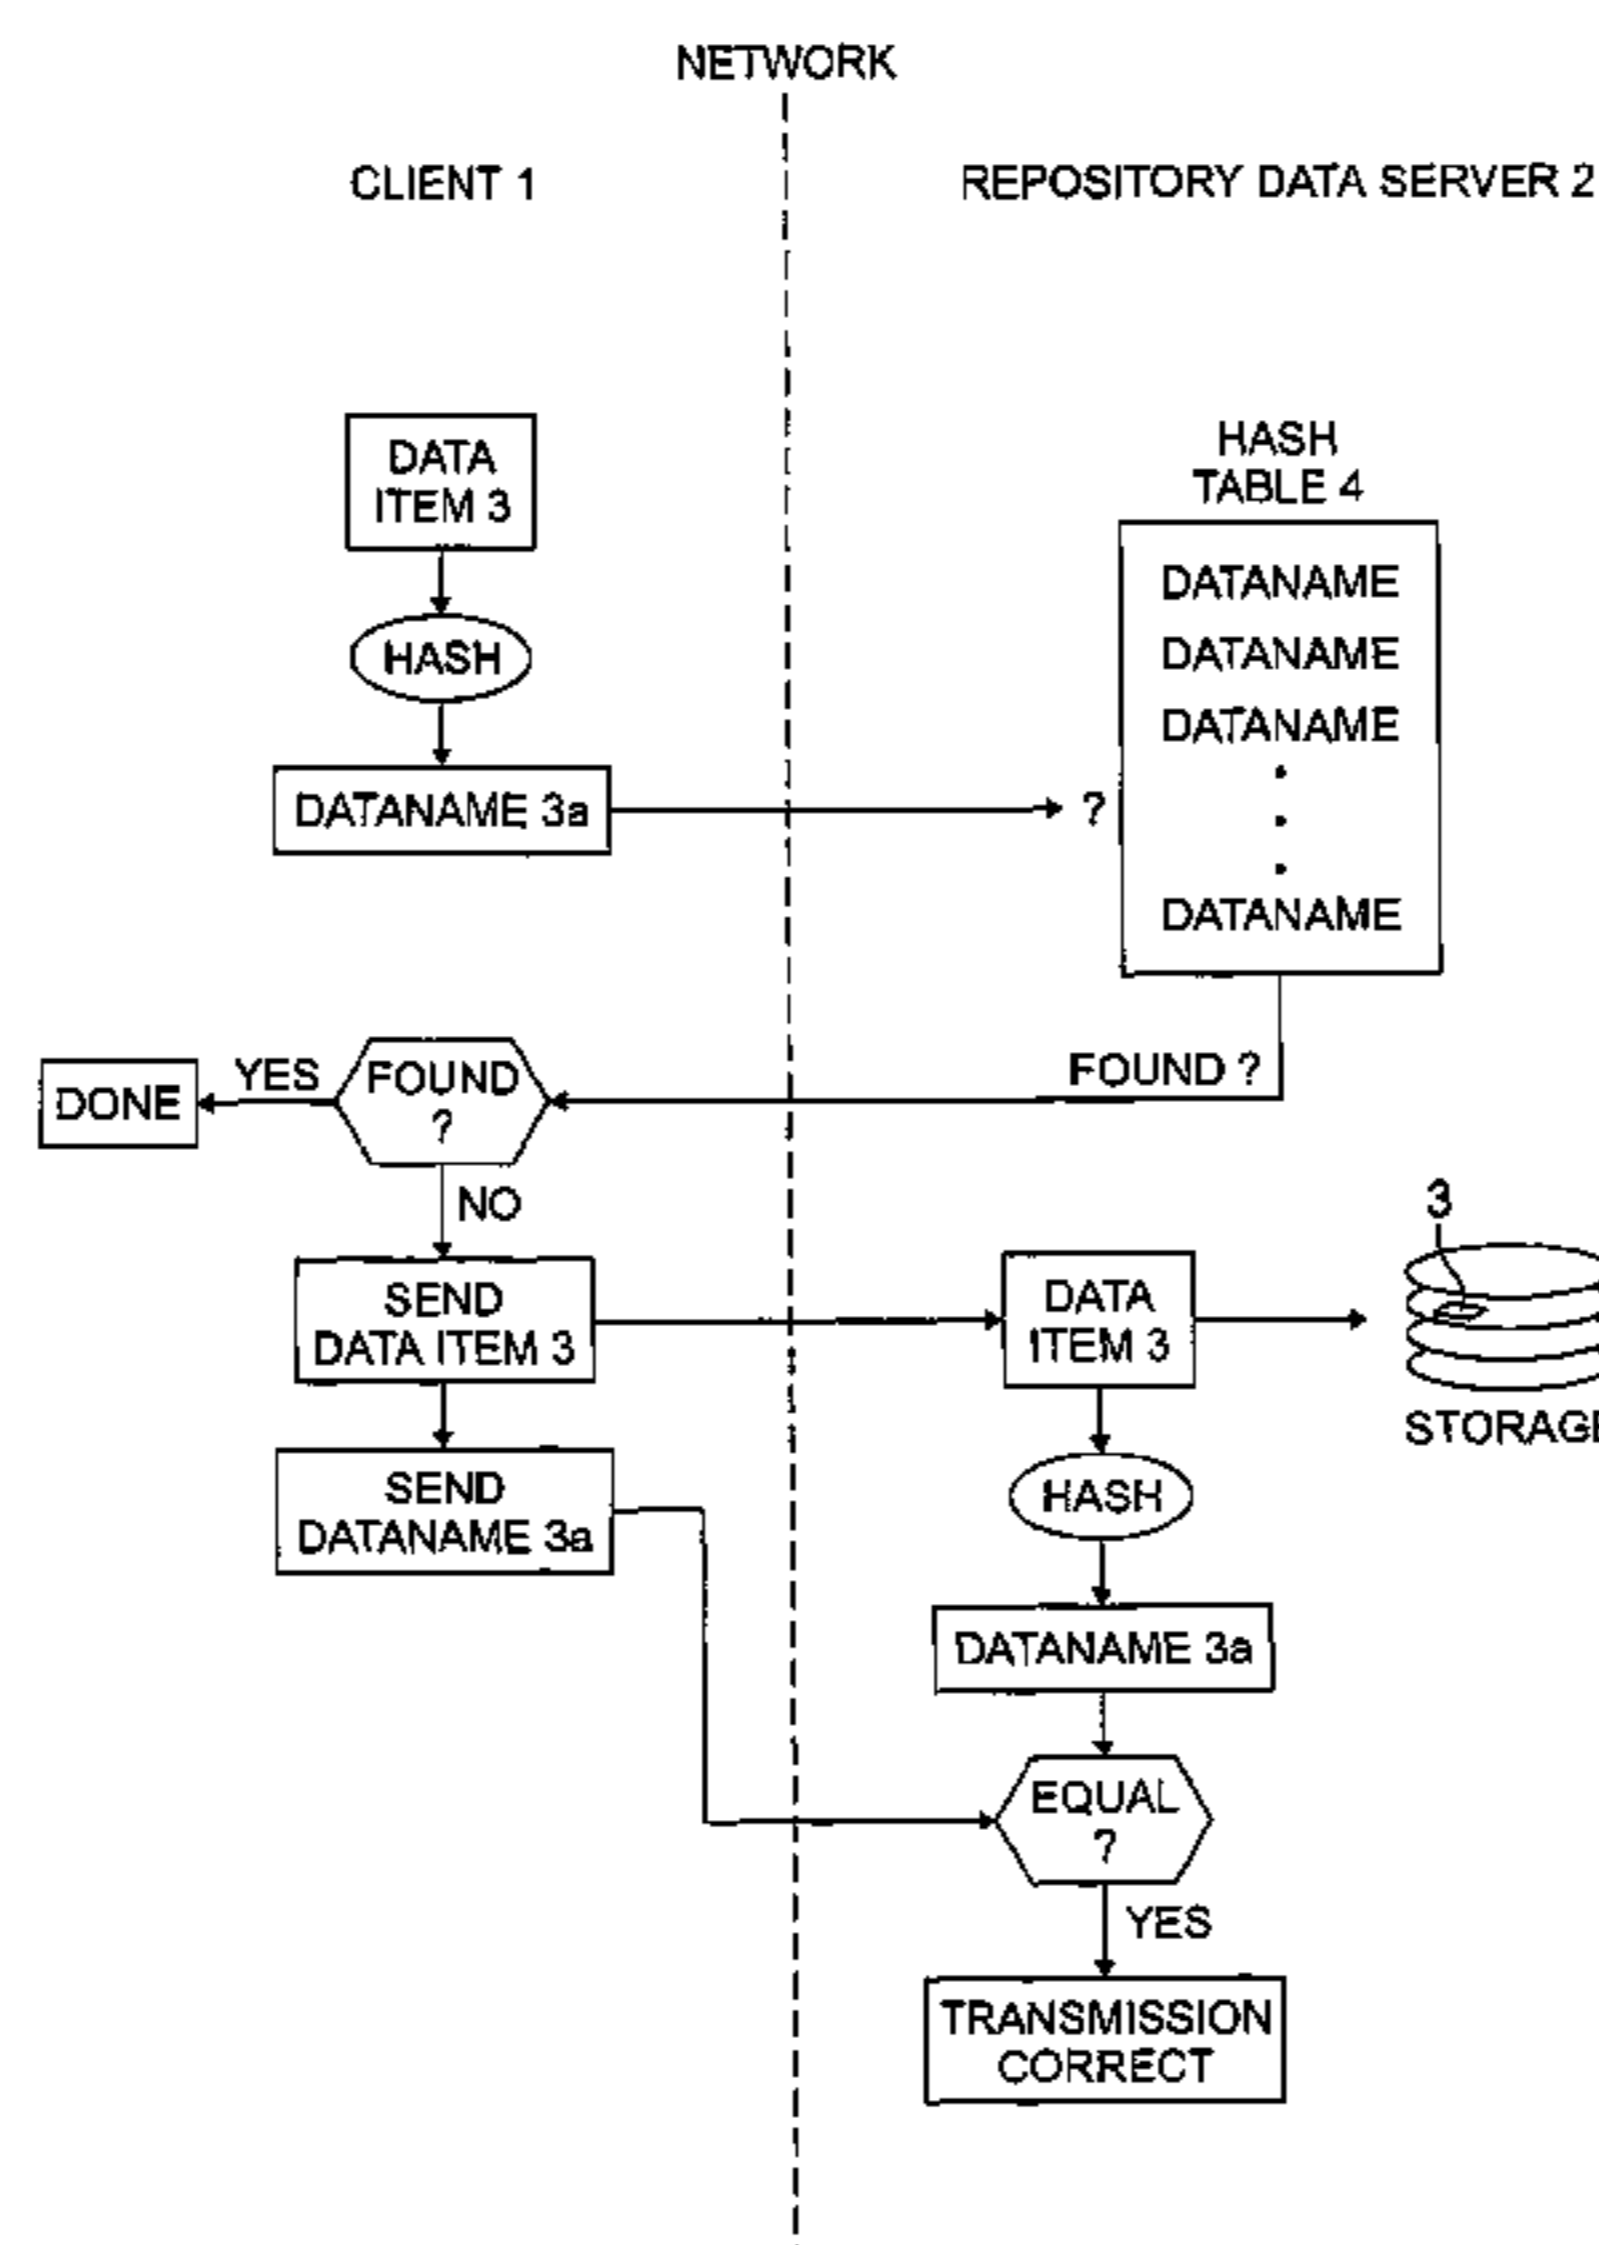 NETWORK
CLIENT 1
REPOSITORY DATA SERVER 2
DATA
ITEM 3
HASH
DATANAME 3a
?
HASH
TABLE 4
DATANAME
DATANAME
DATANAME
DATANAME
FOUND ?
FOUND
?
YES
DONE
NO
SEND
DATA ITEM 3
SEND
DATANAME 3a
DATA
ITEM 3
3
STORAGE
HASH
DATANAME 3a
EQUAL
?
YES
TRANSMISSION
CORRECT